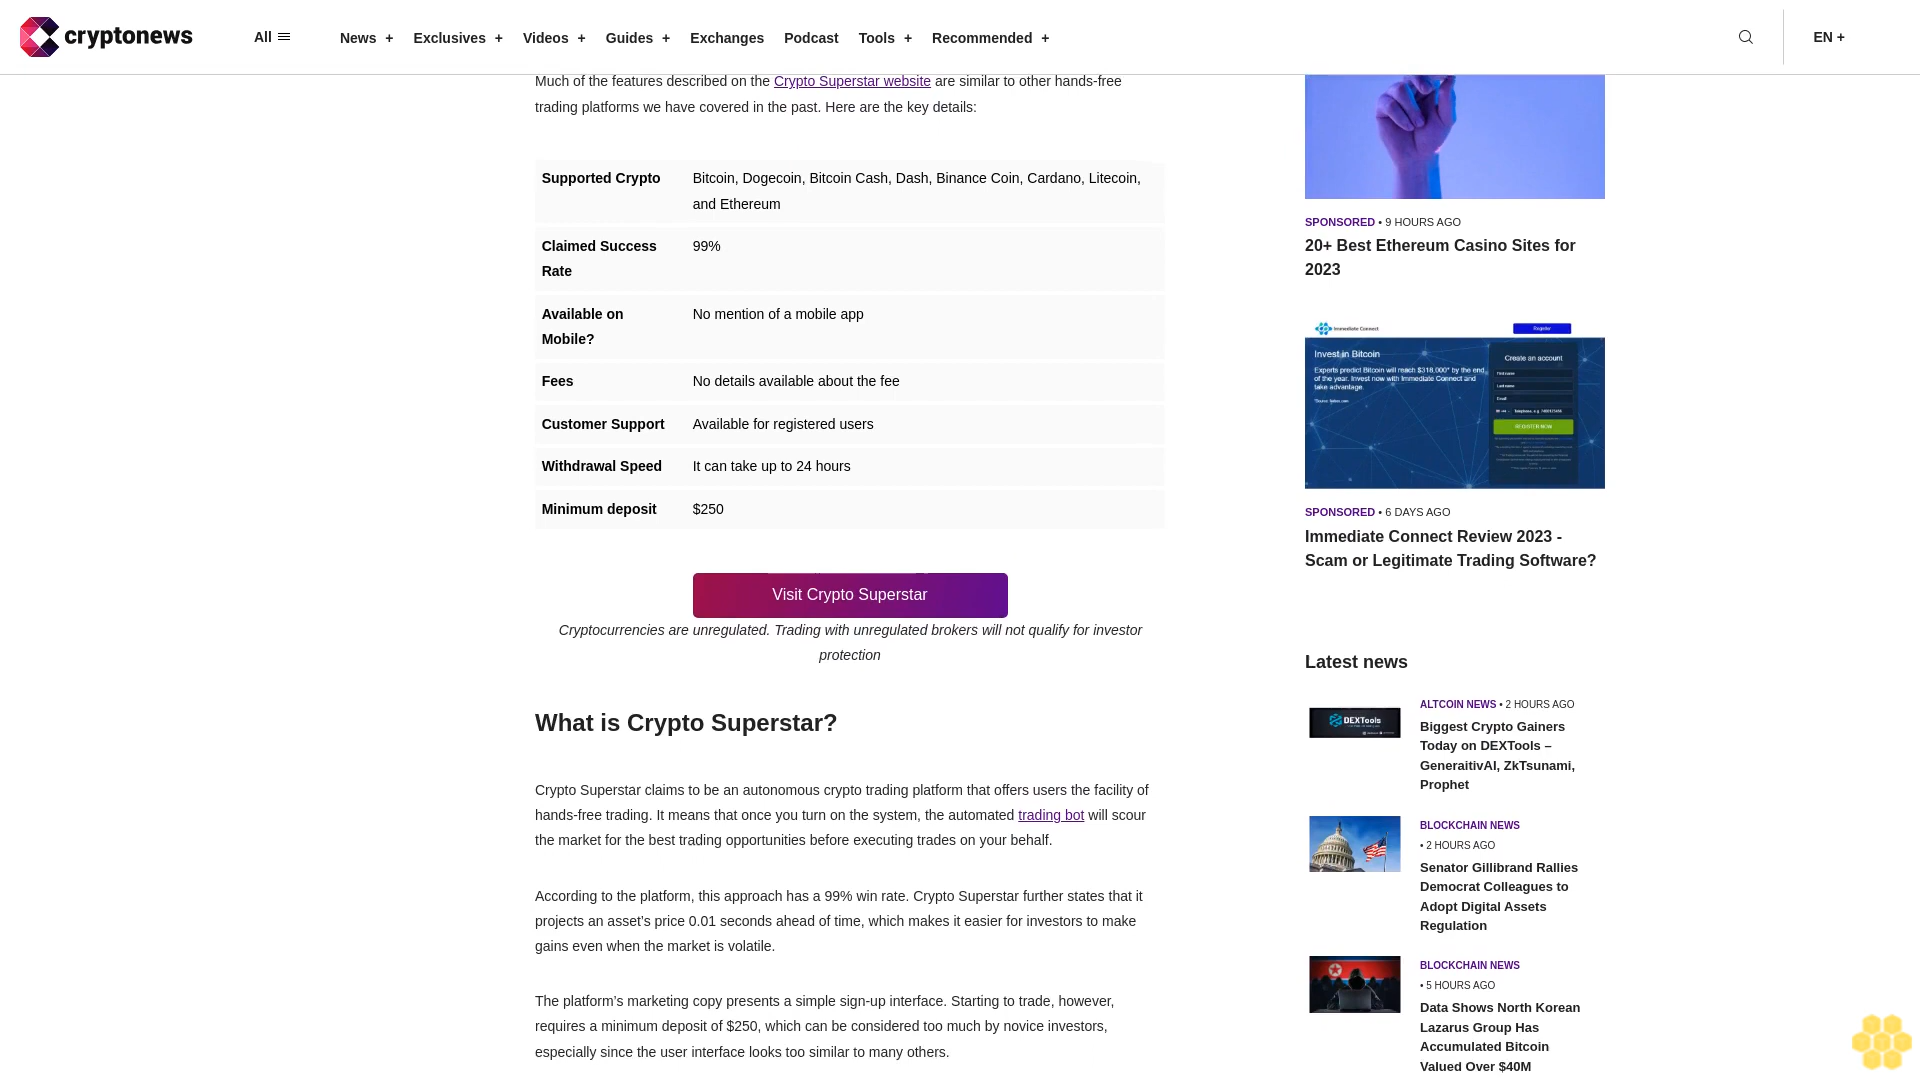 cryptonews
All
News +
Exclusives +
Videos +
Guides +
Exchanges
Podcast
Tools +
Recommended +
EN +
Much of the features described on the Crypto Superstar website are similar to other hands-free
trading platforms we have covered in the past. Here are the key details:
Supported Crypto
Bitcoin, Dogecoin, Bitcoin Cash, Dash, Binance Coin, Cardano, Litecoin,
and Ethereum
Claimed Success
Rate
99%
Available on
Mobile?
No mention of a mobile app
Fees
No details available about the fee
Customer Support
Available for registered users
Withdrawal Speed
It can take up to 24 hours
Minimum deposit
$250
Visit Crypto Superstar
Cryptocurrencies are unregulated. Trading with unregulated brokers will not qualify for investor
protection
What is Crypto Superstar?
Crypto Superstar claims to be an autonomous crypto trading platform that offers users the facility of
hands-free trading. It means that once you turn on the system, the automated trading bot will scour
the market for the best trading opportunities before executing trades on your behalf.
According to the platform, this approach has a 99% win rate. Crypto Superstar further states that it
projects an asset’s price 0.01 seconds ahead of time, which makes it easier for investors to make
gains even when the market is volatile.
The platform’s marketing copy presents a simple sign-up interface. Starting to trade, however,
requires a minimum deposit of $250, which can be considered too much by novice investors,
especially since the user interface looks too similar to many others.
SPONSORED • 9 HOURS AGO
20+ Best Ethereum Casino Sites for
2023
Immediate Connect
Register
Invest in Bitcoin
Experts predict Bitcoin will reach $318,000* by the end
of the year. Invest now with Immediate Connect and
take advantage.
Create an account
First name
Last name
Email
REGISTER NOW
SPONSORED • 6 DAYS AGO
Immediate Connect Review 2023 -
Scam or Legitimate Trading Software?
Latest news
DEXTools
ALTCOIN NEWS • 2 HOURS AGO
Biggest Crypto Gainers
Today on DEXTools –
GeneraitivAI, ZkTsunami,
Prophet
BLOCKCHAIN NEWS
• 2 HOURS AGO
Senator Gillibrand Rallies
Democrat Colleagues to
Adopt Digital Assets
Regulation
BLOCKCHAIN NEWS
• 5 HOURS AGO
Data Shows North Korean
Lazarus Group Has
Accumulated Bitcoin
Valued Over $40M